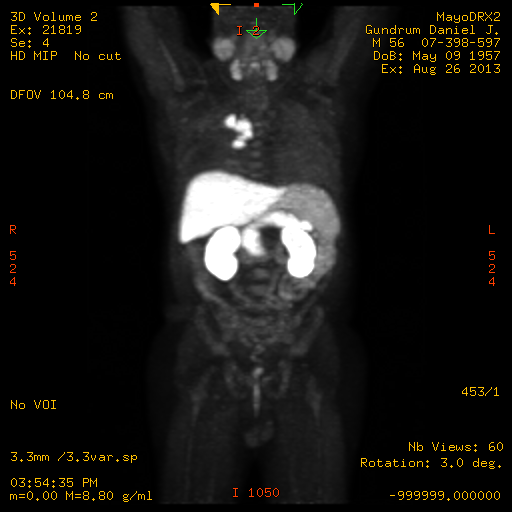 3D Volume 2
Ex: 21819
Se: 4
HD MIP No cut
DFOV 104.8 cm
MayoDRX2
Gundrum Daniel J.
M 56 07-398-597
DoB: May 09 1957
Ex: Aug 26 2013
R
5
2
4
L
5
2
4
453/1
No VOI
3.3mm /3.3var.sp
03:54:35 PM
m=0.00 M=8.80 g/ml
I 1050
Nb Views: 60
Rotation: 3.0 deg.
-999999.000000